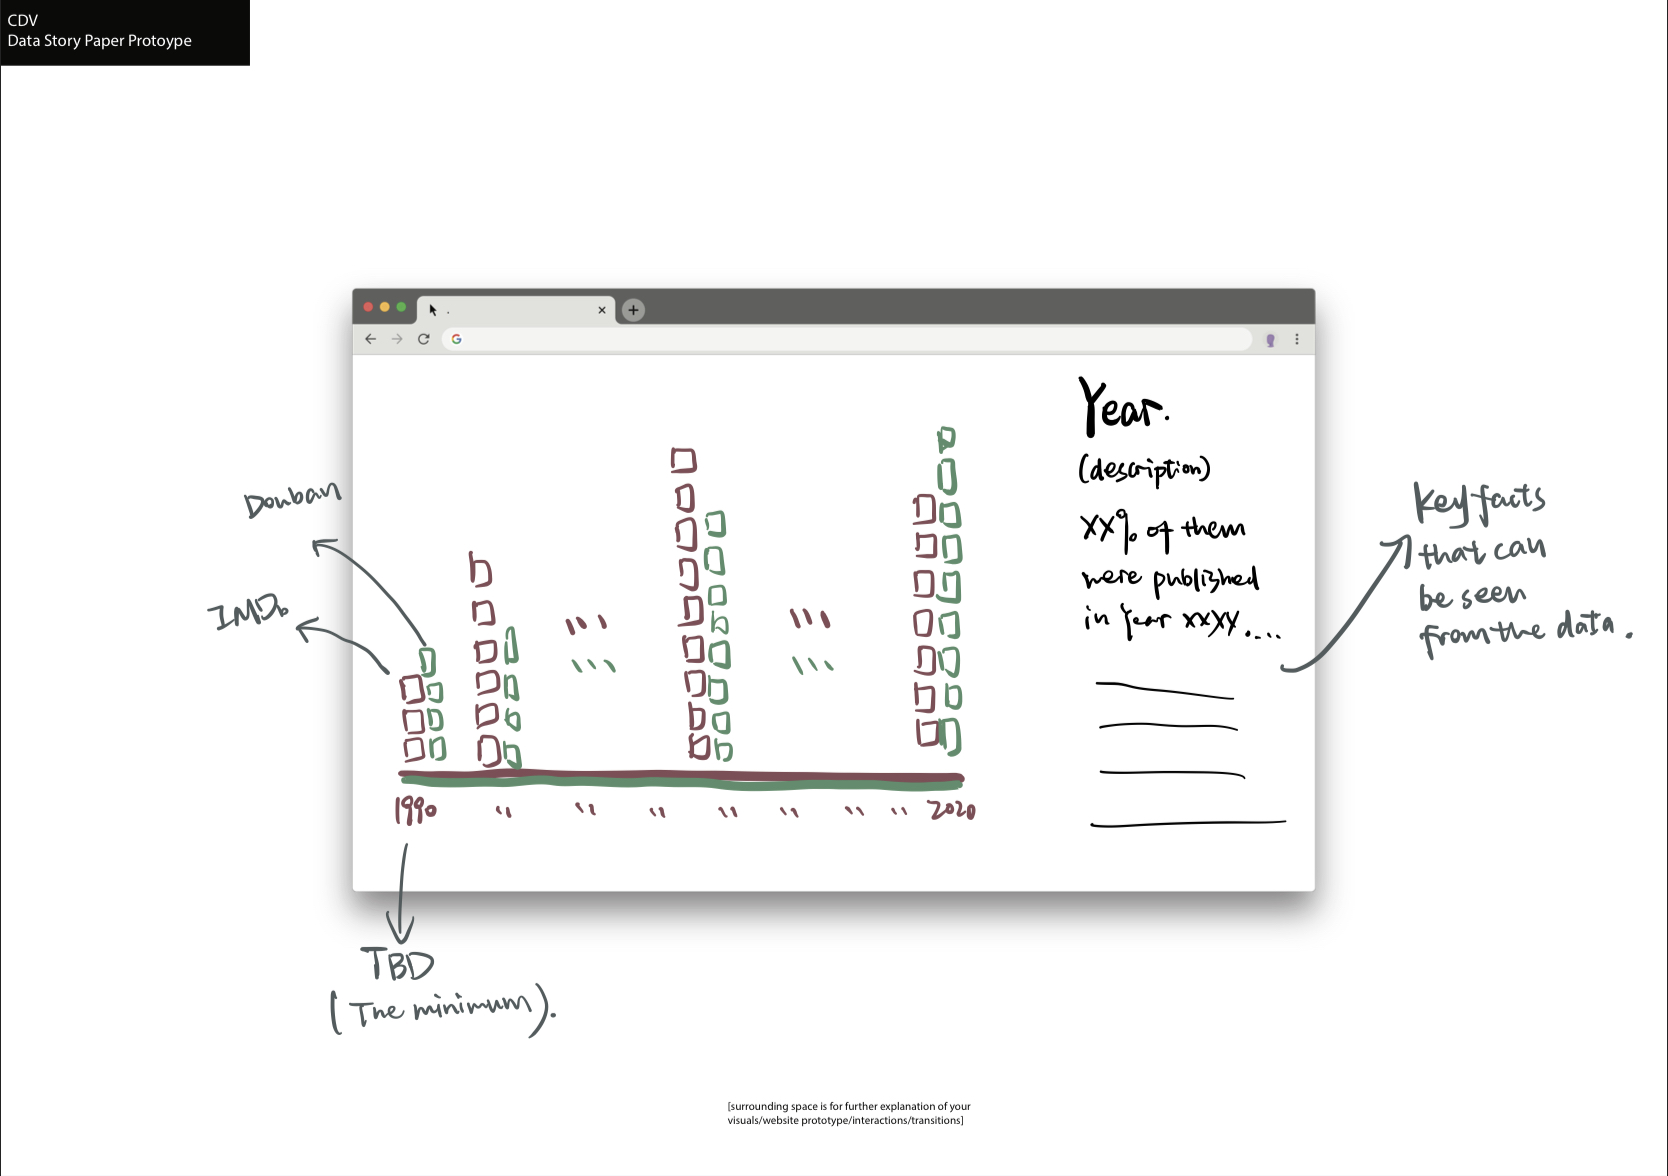 CDV
Data Story Paper Protoype
Year.
(description)
XX% of them
were published
in Year XXXX....
Douban
IMDb
Key facts
that can
be seen
from the data.
1990
2020
TBD
(The minimum).
[surrounding space is for further explanation of your
visuals/website prototype/interactions/transitions]